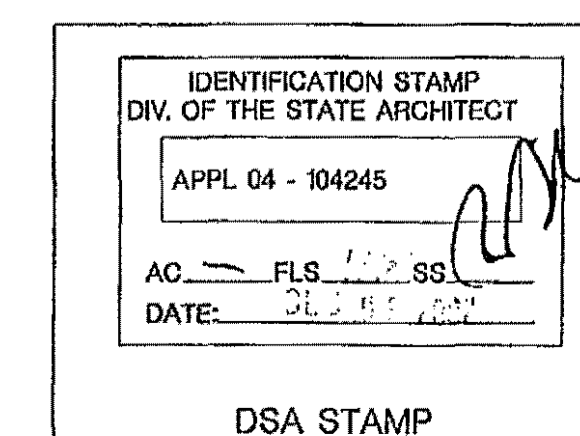 IDENTIFICATION STAMP
DIV. OF THE STATE ARCHITECT
APPL 04 - 104245
AC FLS SS
DATE:
DSA STAMP